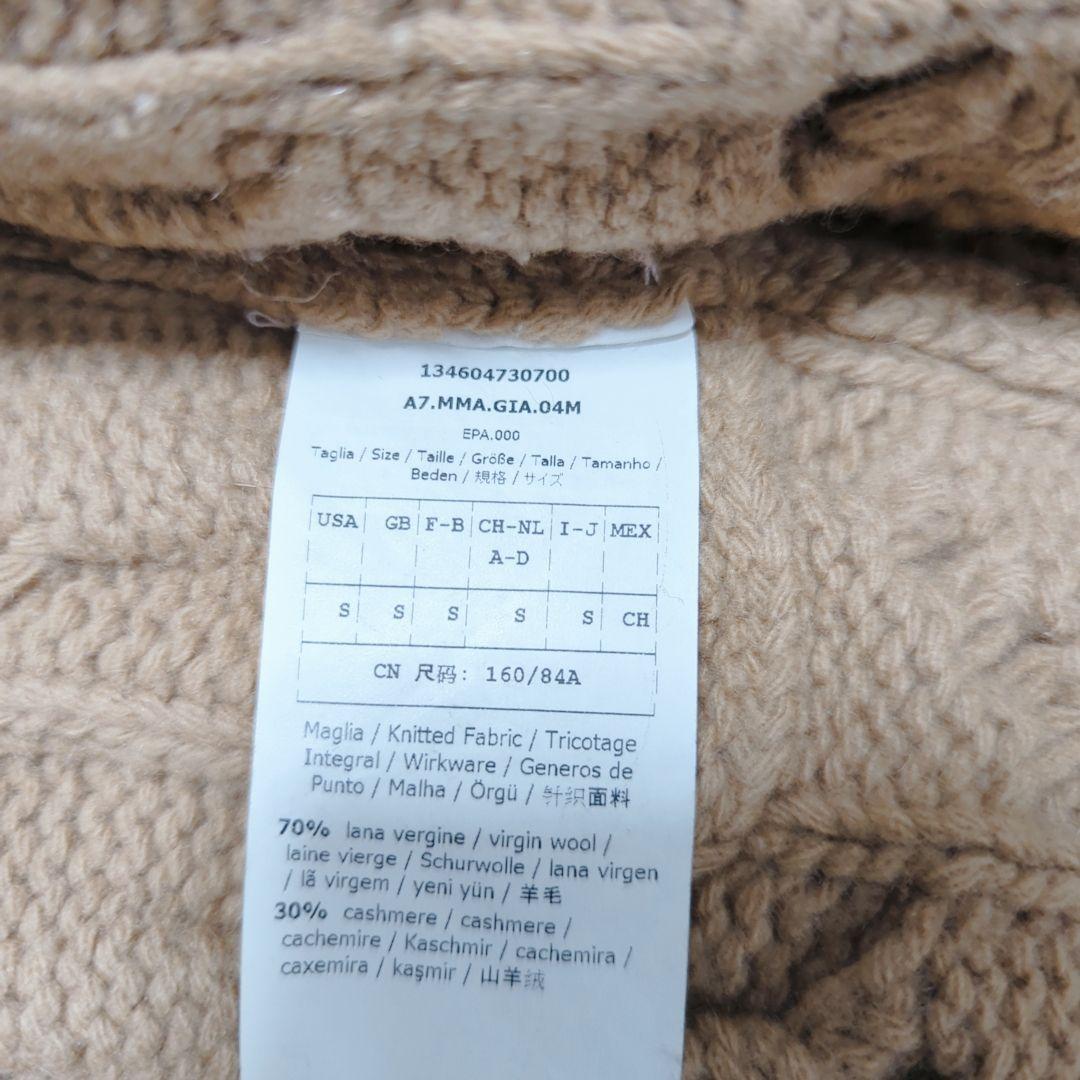 134604730700
A7.MMA.GIA.04M
EPA.000
Taglia / Size / Taille / Größe / Talla / Tamanho /
Beden / 規格 / サイズ
USA GB F-B CH-NL I-J MEX
A-D
S S S S S CH
CN 尺码: 160/84A
Maglia / Knitted Fabric / Tricotage
Integral / Wirkware / Generos de
Punto / Malha / Örgü / 针织面料
70% lana vergine / virgin wool /
laine vierge / Schurwolle / lana virgen
/ lã virgem / yeni yün / 羊毛
30% cashmere / cashmere /
cachemire / Kaschmir / cachemira /
caxemira / kaşmir / 山羊绒